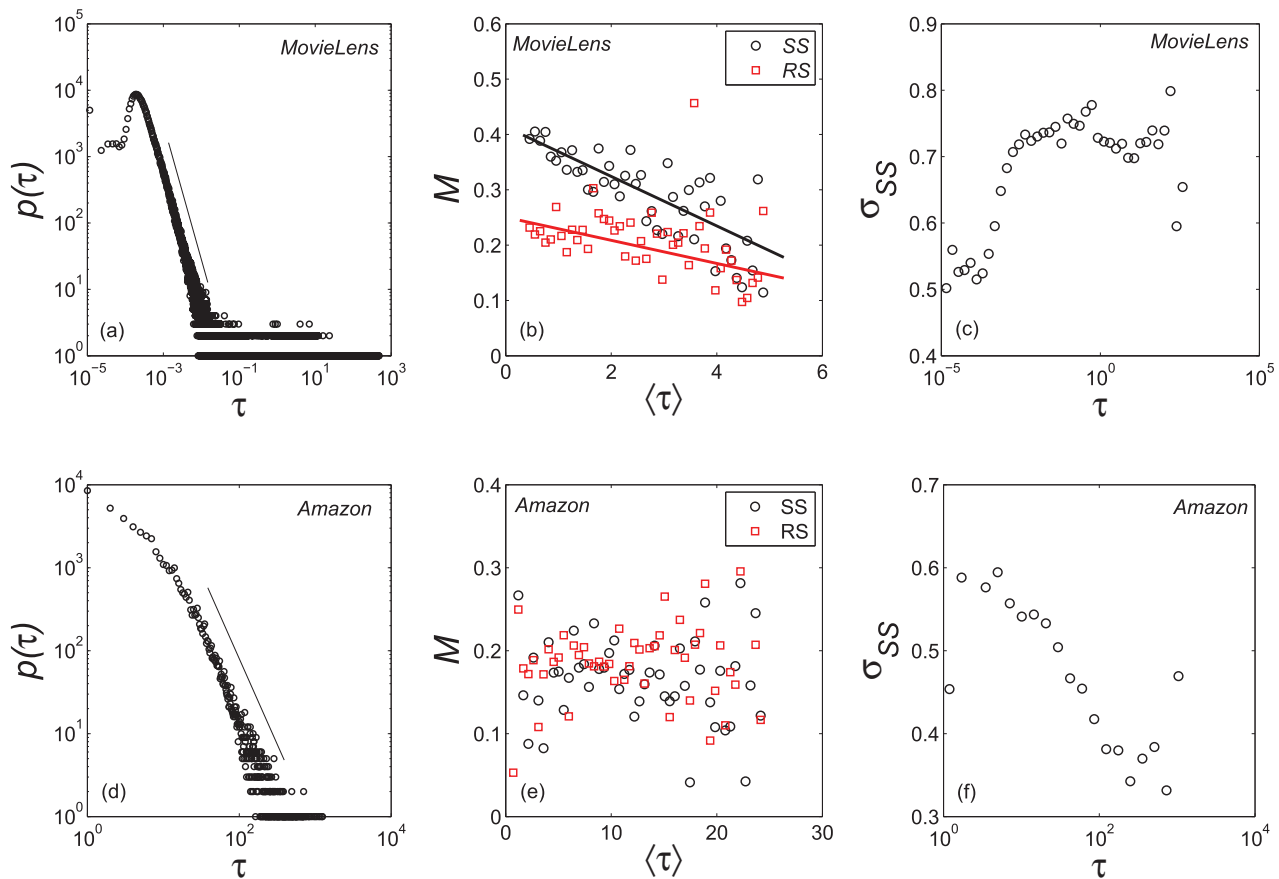 10^5
10^4
10^3
10^2
10^1
10^0
10^-5
10^-3
10^-1
10^1
10^3
p(τ)
τ
MovieLens
(a)
0.6
0.5
0.4
0.3
0.2
0.1
0
0
2
4
6
M
⟨τ⟩
MovieLens
SS
RS
(b)
0.9
0.8
0.7
0.6
0.5
0.4
10^-5
10^0
10^5
σSS
τ
MovieLens
(c)
10^4
10^3
10^2
10^1
10^0
10^0
10^2
10^4
p(τ)
τ
Amazon
(d)
0.4
0.3
0.2
0.1
0
0
10
20
30
M
⟨τ⟩
Amazon
SS
RS
(e)
0.7
0.6
0.5
0.4
0.3
10^0
10^2
10^4
σSS
τ
Amazon
(f)